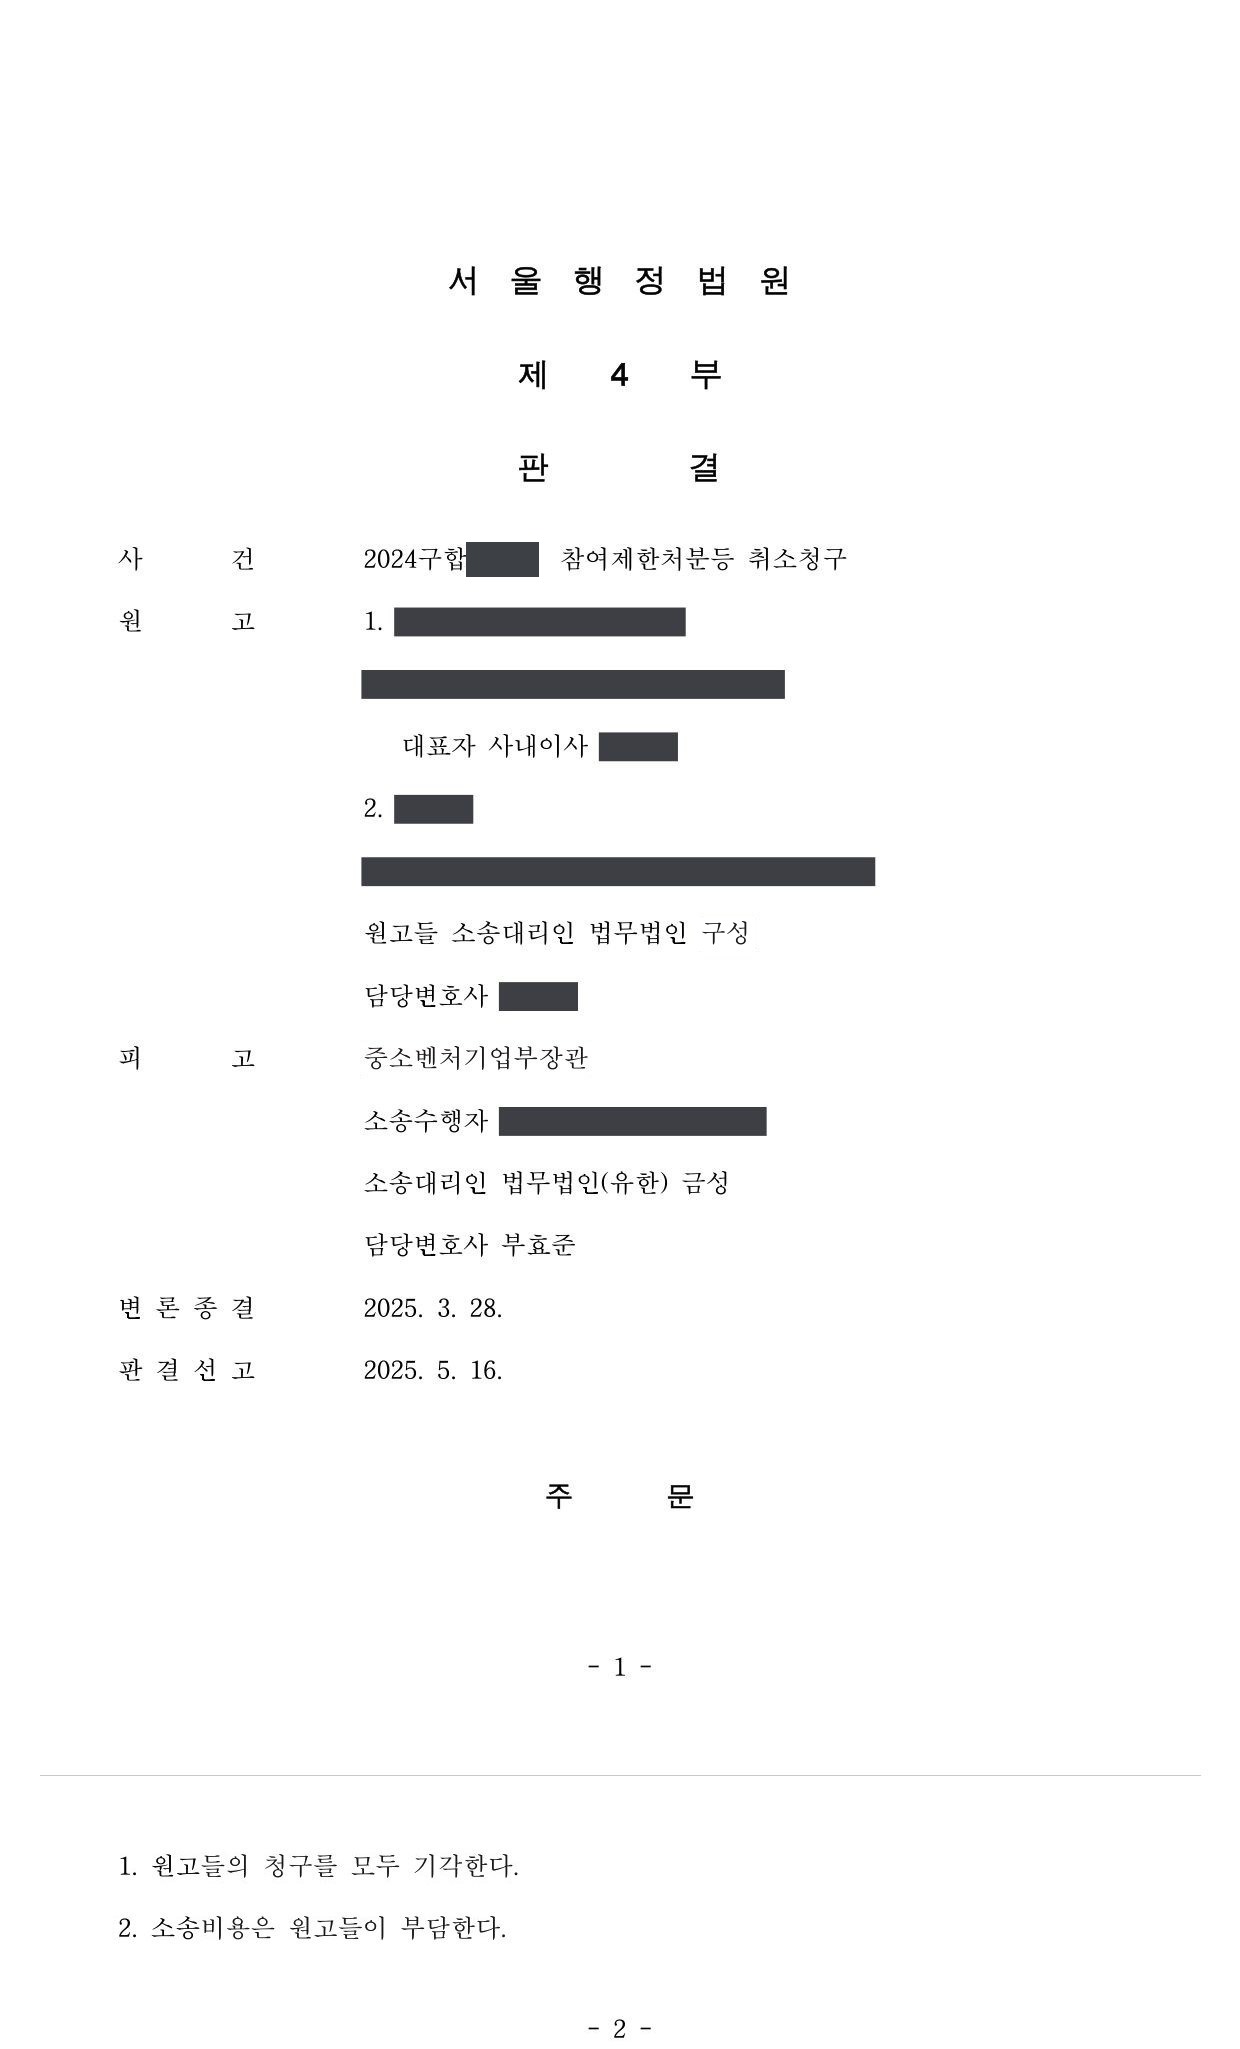 서 울 행 정 법 원
제 4 부
판 결
사 건 2024구합 참여제한처분등 취소청구
원 고 1.
대표자 사내이사
2.
원고들 소송대리인 법무법인 구성
담당변호사
피 고 중소벤처기업부장관
소송수행자
소송대리인 법무법인(유한) 금성
담당변호사 부효준
변 론 종 결 2025. 3. 28.
판 결 선 고 2025. 5. 16.
주 문
- 1 -
1. 원고들의 청구를 모두 기각한다.
2. 소송비용은 원고들이 부담한다.
- 2 -